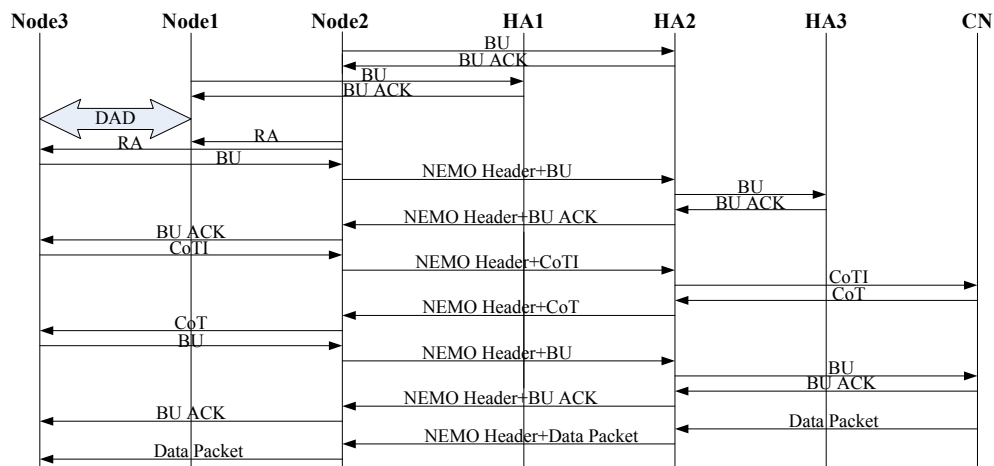 Node3 Node1 Node2 HA1 HA2 HA3 CN
BU
BU ACK
BU
BU ACK
DAD
RA
RA
BU
NEMO Header+BU
BU
BU ACK
NEMO Header+BU ACK
BU ACK
CoTI
NEMO Header+CoTI
CoTI
CoT
NEMO Header+CoT
CoT
BU
NEMO Header+BU
BU
BU ACK
NEMO Header+BU ACK
BU ACK
Data Packet
NEMO Header+Data Packet
Data Packet